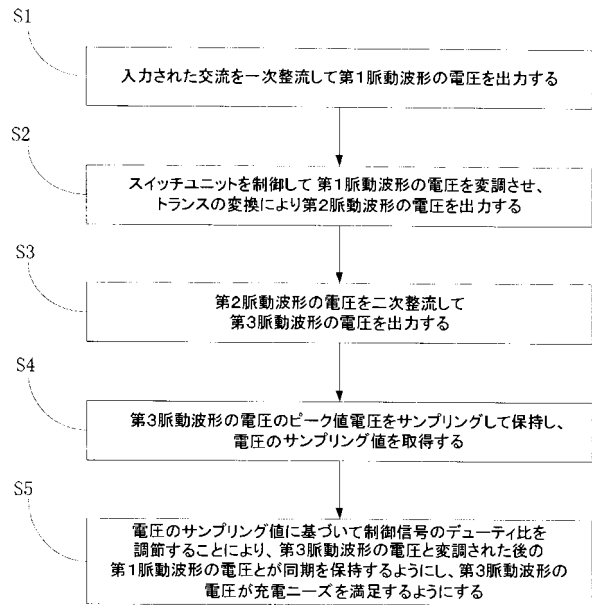 S1
入力された交流を一次整流して第1脈動波形の電圧を出力する
S2
スイッチユニットを制御して 第1脈動波形の電圧を変調させ、
トランスの変換により第2脈動波形の電圧を出力する
S3
第2脈動波形の電圧を二次整流して
第3脈動波形の電圧を出力する
S4
第3脈動波形の電圧のピーク値電圧をサンプリングして保持し、
電圧のサンプリング値を取得する
S5
電圧のサンプリング値に基づいて制御信号のデューティ比を
調節することにより、第3脈動波形の電圧と変調された後の
第1脈動波形の電圧とが同期を保持するようにし、第3脈動波形の
電圧が充電ニーズを満足するようにする